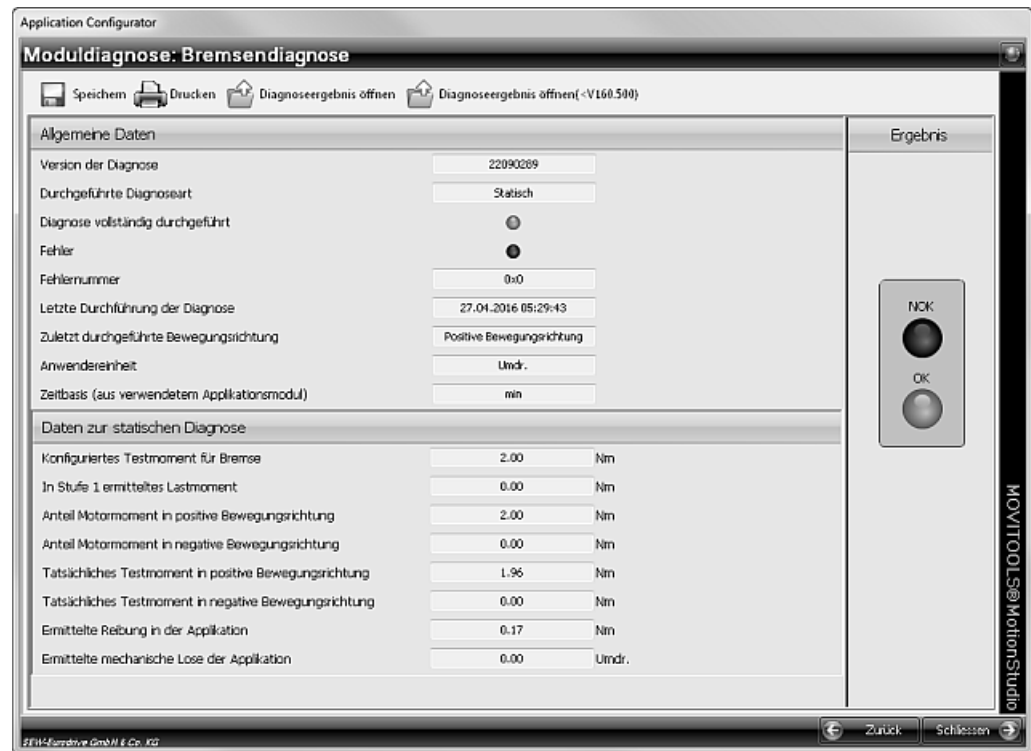 Application Configurator
Moduldiagnose: Bremsendiagnose
Speichern Drucken Diagnoseergebnis öffnen Diagnoseergebnis öffnen(<V160.500)
Allgemeine Daten
Ergebnis
Version der Diagnose 22090289
Durchgeführte Diagnoseart Statisch
Diagnose vollständig durchgeführt
Fehler
Fehlernummer 0x0
Letzte Durchführung der Diagnose 27.04.2016 05:29:43
Zuletzt durchgeführte Bewegungsrichtung Positive Bewegungsrichtung
Anwendereinheit Umdr.
Zeitbasis (aus verwendetem Applikationsmodul) min
NOK
OK
Daten zur statischen Diagnose
Konfiguriertes Testmoment für Bremse 2.00 Nm
In Stufe 1 ermitteltes Lastmoment 0.00 Nm
Anteil Motormoment in positive Bewegungsrichtung 2.00 Nm
Anteil Motormoment in negative Bewegungsrichtung 0.00 Nm
Tatsächliches Testmoment in positive Bewegungsrichtung 1.96 Nm
Tatsächliches Testmoment in negative Bewegungsrichtung 0.00 Nm
Ermittelte Reibung in der Applikation 0.17 Nm
Ermittelte mechanische Lose der Applikation 0.00 Umdr.
MOVITOOLS®MotionStudio
SEW-Eurodrive GmbH & Co. KG
Zurück Schliessen